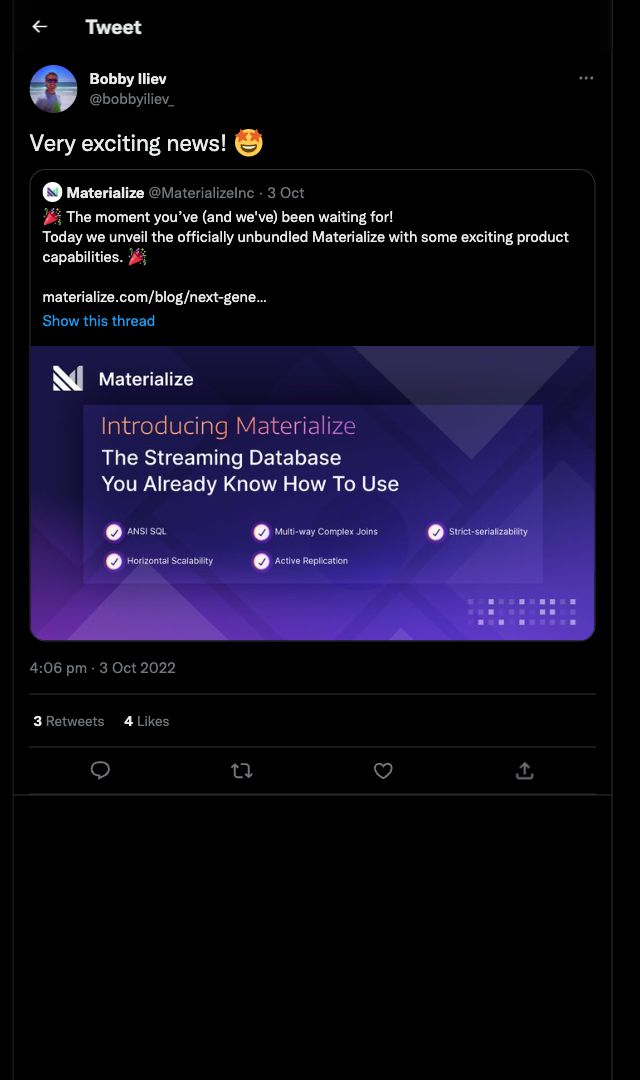 Tweet
Bobby Iliev
@bobbyiliev_
Very exciting news! 🤩
Materialize @MaterializeInc · 3 Oct
🎉 The moment you’ve (and we've) been waiting for!
Today we unveil the officially unbundled Materialize with some exciting product
capabilities. 🎉
materialize.com/blog/next-gene…
Show this thread
Materialize
Introducing Materialize
The Streaming Database
You Already Know How To Use
ANSI SQL Multi-way Complex Joins Strict-serializability
Horizontal Scalability Active Replication
4:06 pm · 3 Oct 2022
3 Retweets 4 Likes